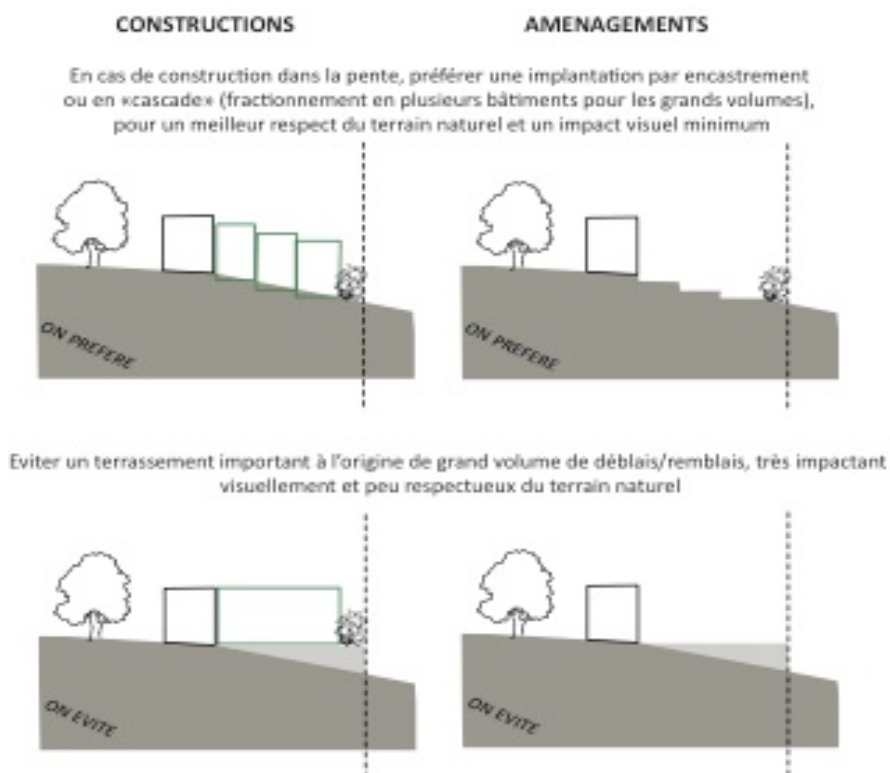 CONSTRUCTIONS
AMENAGEMENTS
En cas de construction dans la pente, préférer une implantation par encastrement
ou en «cascade» (fractionnement en plusieurs bâtiments pour les grands volumes),
pour un meilleur respect du terrain naturel et un impact visuel minimum
ON PREFERE
ON PREFERE
Eviter un terrassement important à l'origine de grand volume de déblais/remblais, très impactant
visuellement et peu respectueux du terrain naturel
ON EVITE
ON EVITE